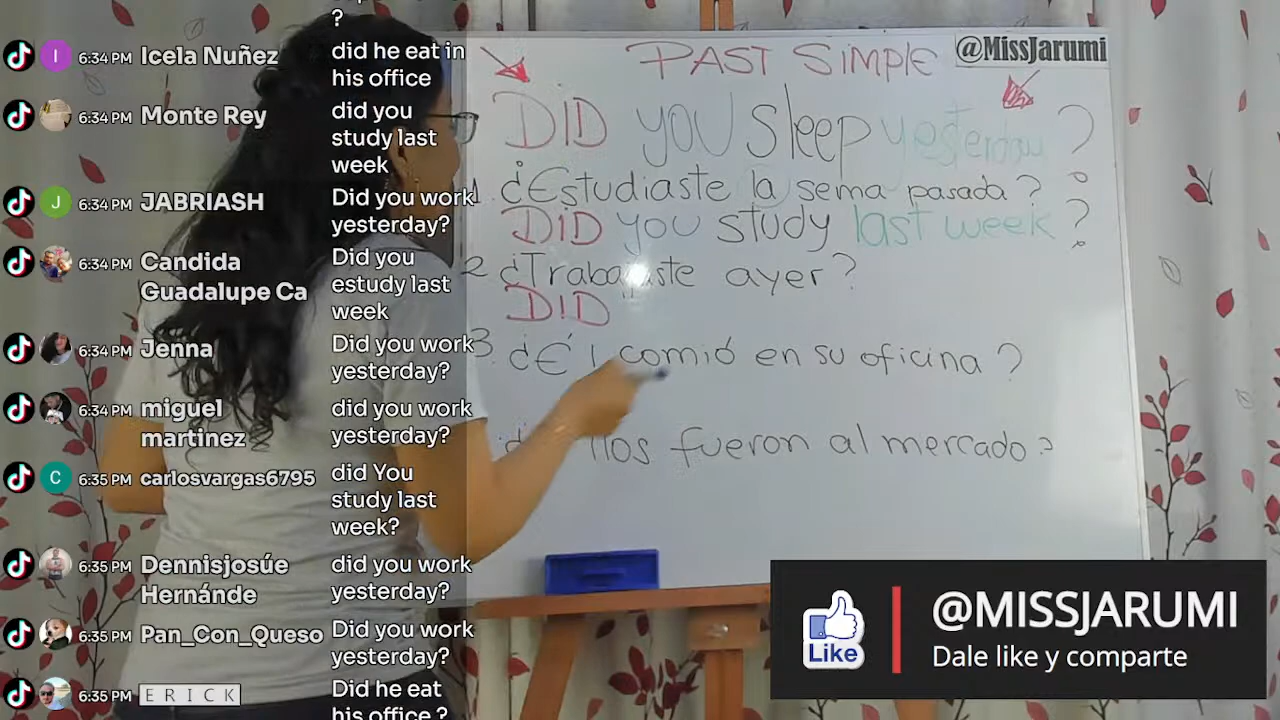 ?
6:34 PM Icela Nuñez did he eat in
his office
6:34 PM Monte Rey did you
study last
week
6:34 PM JABRIASH Did you work
yesterday?
6:34 PM Candida
Guadalupe Ca
Did you
estudy last
week
6:34 PM Jenna Did you work
yesterday?
6:34 PM miguel
martinez
did you work
yesterday?
6:35 PM carlosvargas6795 did You
study last
week?
6:35 PM Dennisjosúe
Hernánde
did you work
yesterday?
6:35 PM Pan_Con_Queso Did you work
yesterday?
6:35 PM ERICK Did he eat
his office ?
PAST SIMPLE
@MissJarumi
DID you sleep yesterday ?
1 ¿Estudiaste la sema pasada?
DID you study last week ?
2 ¿Trabajaste ayer?
DID
3 ¿Él comió en su oficina?
¿ llos fueron al mercado?
Like
@MISSJARUMI
Dale like y comparte